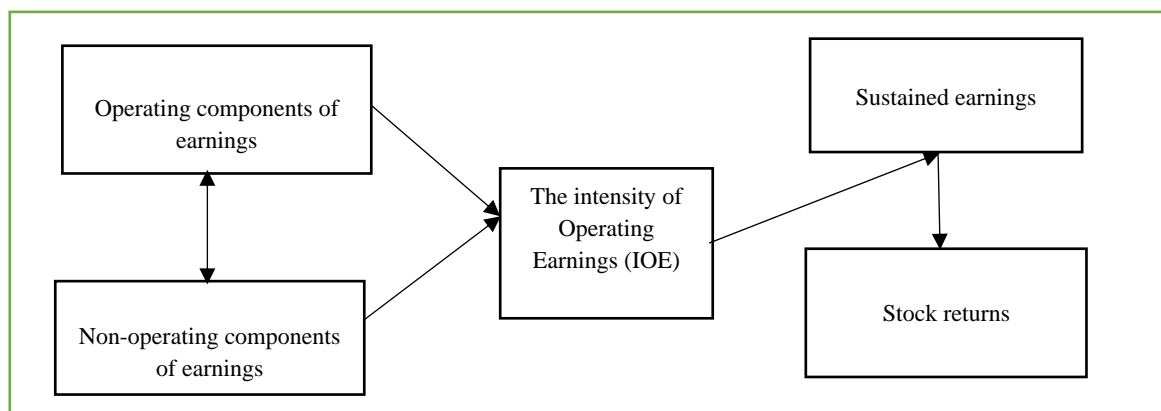 Operating components of
earnings
Non-operating components
of earnings
The intensity of
Operating
Earnings (IOE)
Sustained earnings
Stock returns